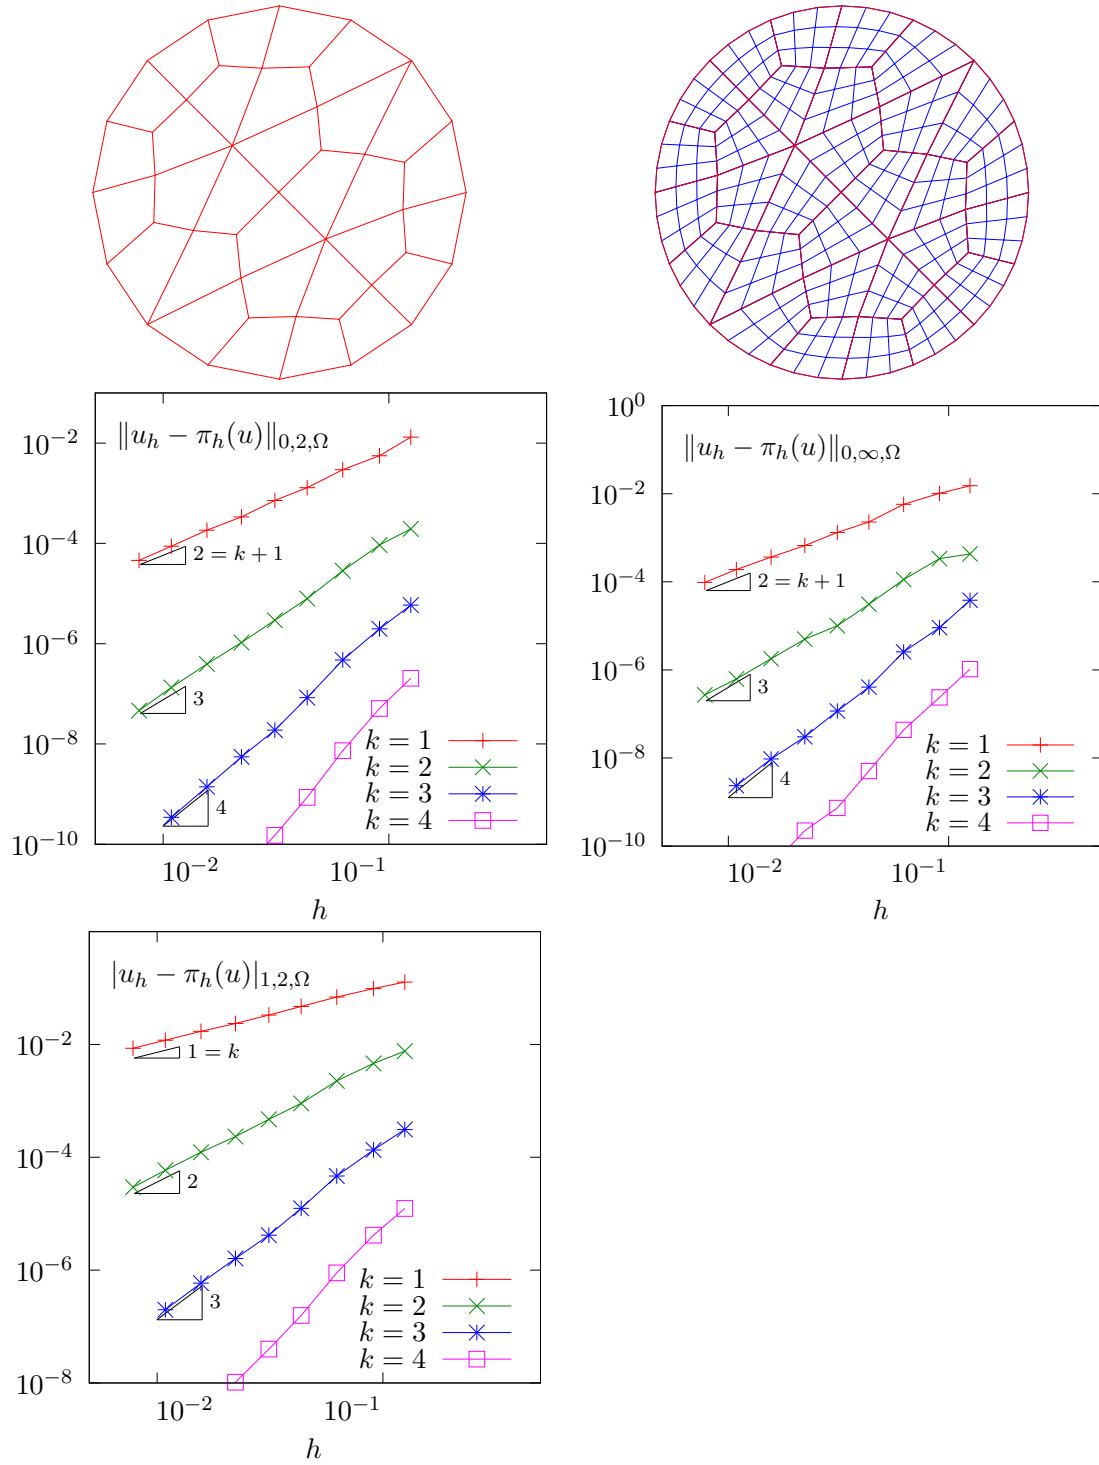 ‖u_h − π_h(u)‖_{0,2,Ω}
10^{−2}
10^{−4}
10^{−6}
10^{−8}
10^{−10}
2 = k + 1
3
4
k = 1
k = 2
k = 3
k = 4
10^{−2} 10^{−1}
h
‖u_h − π_h(u)‖_{0,∞,Ω}
10^{0}
10^{−2}
10^{−4}
10^{−6}
10^{−8}
10^{−10}
2 = k + 1
3
4
k = 1
k = 2
k = 3
k = 4
10^{−2} 10^{−1}
h
|u_h − π_h(u)|_{1,2,Ω}
10^{−2}
10^{−4}
10^{−6}
10^{−8}
1 = k
2
3
k = 1
k = 2
k = 3
k = 4
10^{−2} 10^{−1}
h